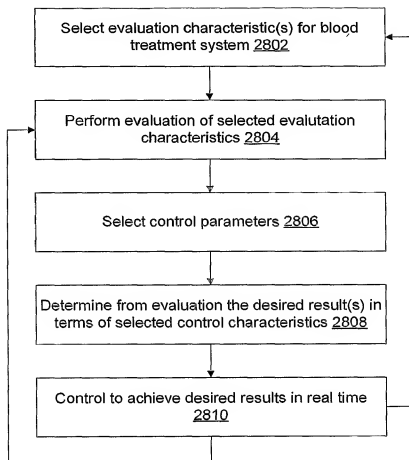 Select evaluation characteristic(s) for blood
treatment system 2802
Perform evaluation of selected evalutation
characteristics 2804
Select control parameters 2806
Determine from evaluation the desired result(s) in
terms of selected control characteristics 2808
Control to achieve desired results in real time
2810